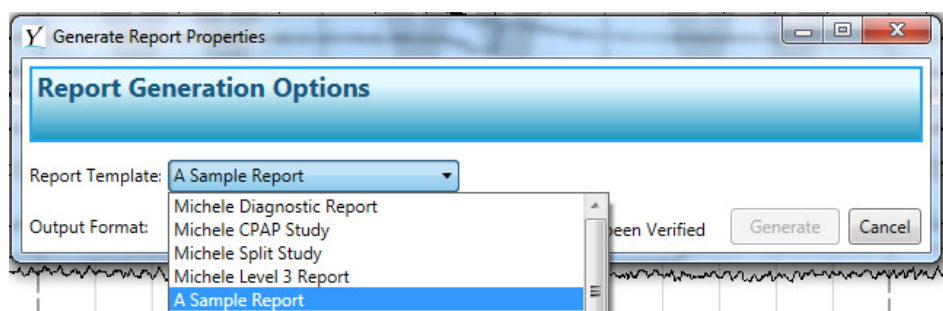 Y Generate Report Properties
Report Generation Options
Report Template: A Sample Report
Michele Diagnostic Report
Output Format: Michele CPAP Study been Verified Generate Cancel
Michele Split Study
Michele Level 3 Report
A Sample Report